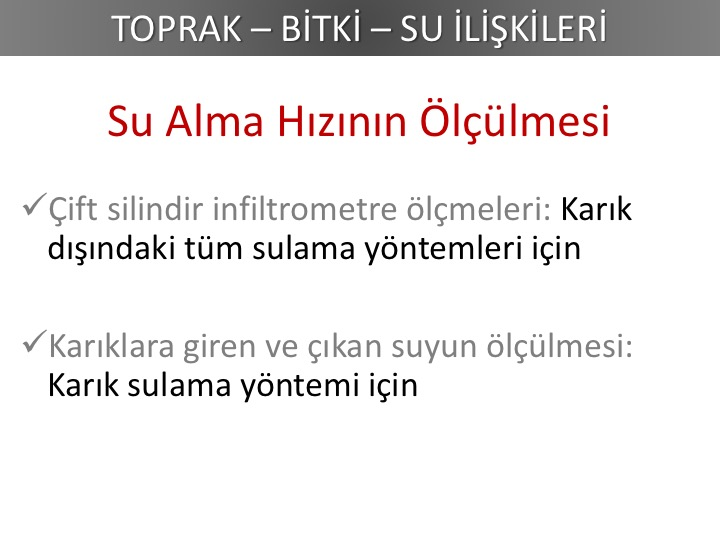 TOPRAK – BİTKİ – SU İLİŞKİLERİ
Su Alma Hızının Ölçülmesi
✓Çift silindir infiltrometre ölçmeleri: Karık
dışındaki tüm sulama yöntemleri için
✓Karıklara giren ve çıkan suyun ölçülmesi:
Karık sulama yöntemi için